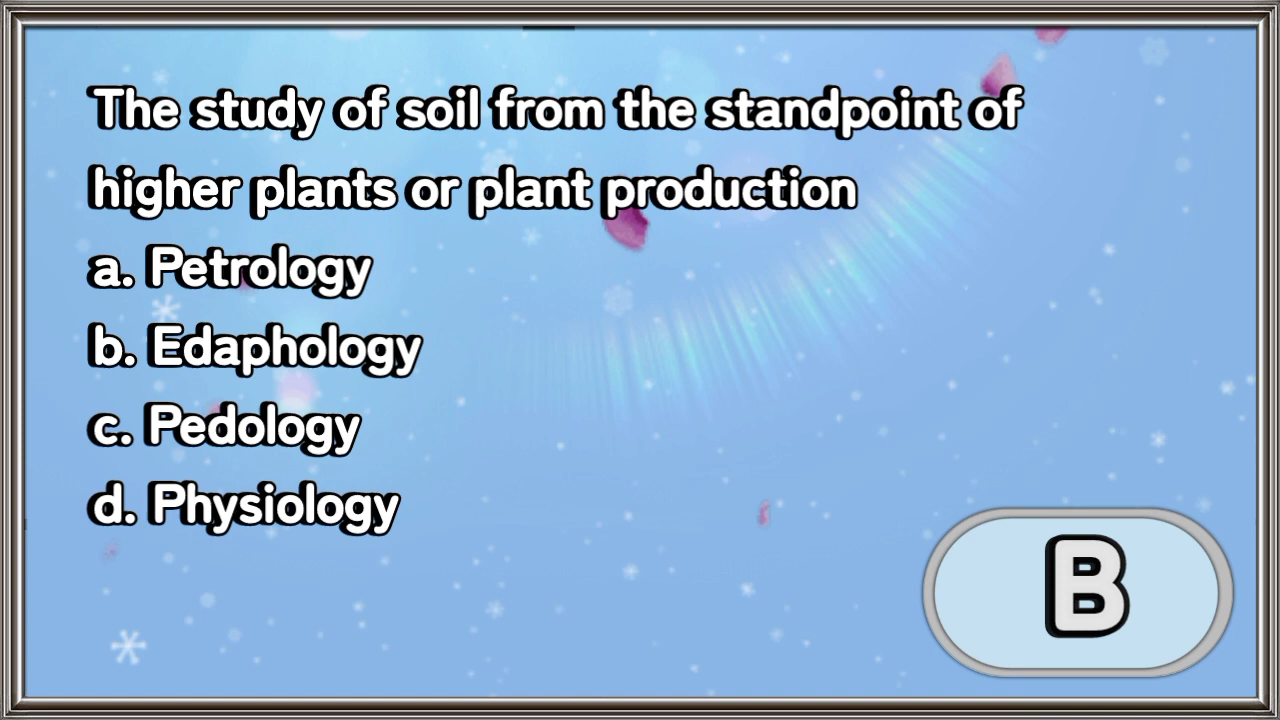 The study of soil from the standpoint of
higher plants or plant production
a. Petrology
b. Edaphology
c. Pedology
d. Physiology
B